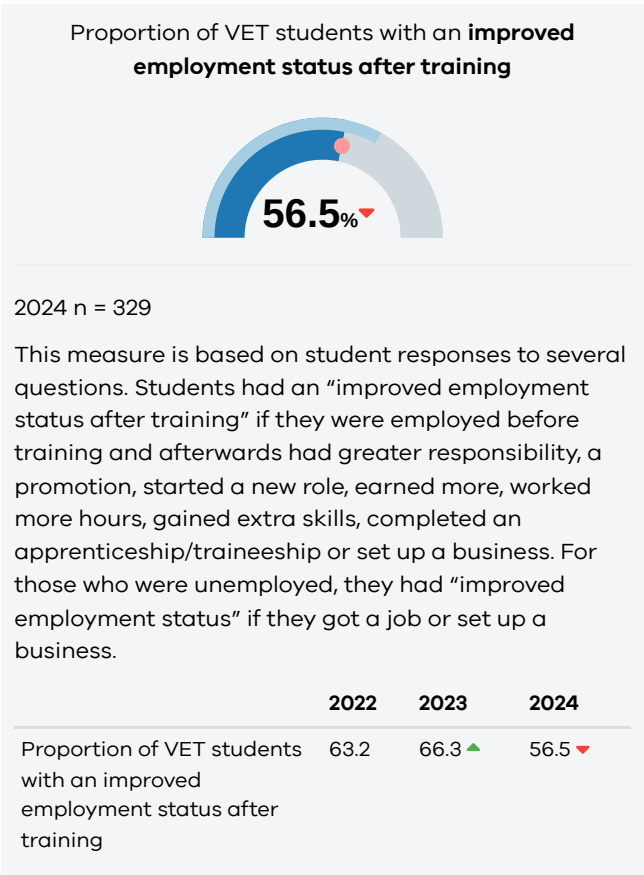 Proportion of VET students with an improved
employment status after training
56.5%
2024 n = 329
This measure is based on student responses to several
questions. Students had an “improved employment
status after training” if they were employed before
training and afterwards had greater responsibility, a
promotion, started a new role, earned more, worked
more hours, gained extra skills, completed an
apprenticeship/traineeship or set up a business. For
those who were unemployed, they had “improved
employment status” if they got a job or set up a
business.
2022 2023 2024
Proportion of VET students 63.2 66.3 56.5
with an improved
employment status after
training